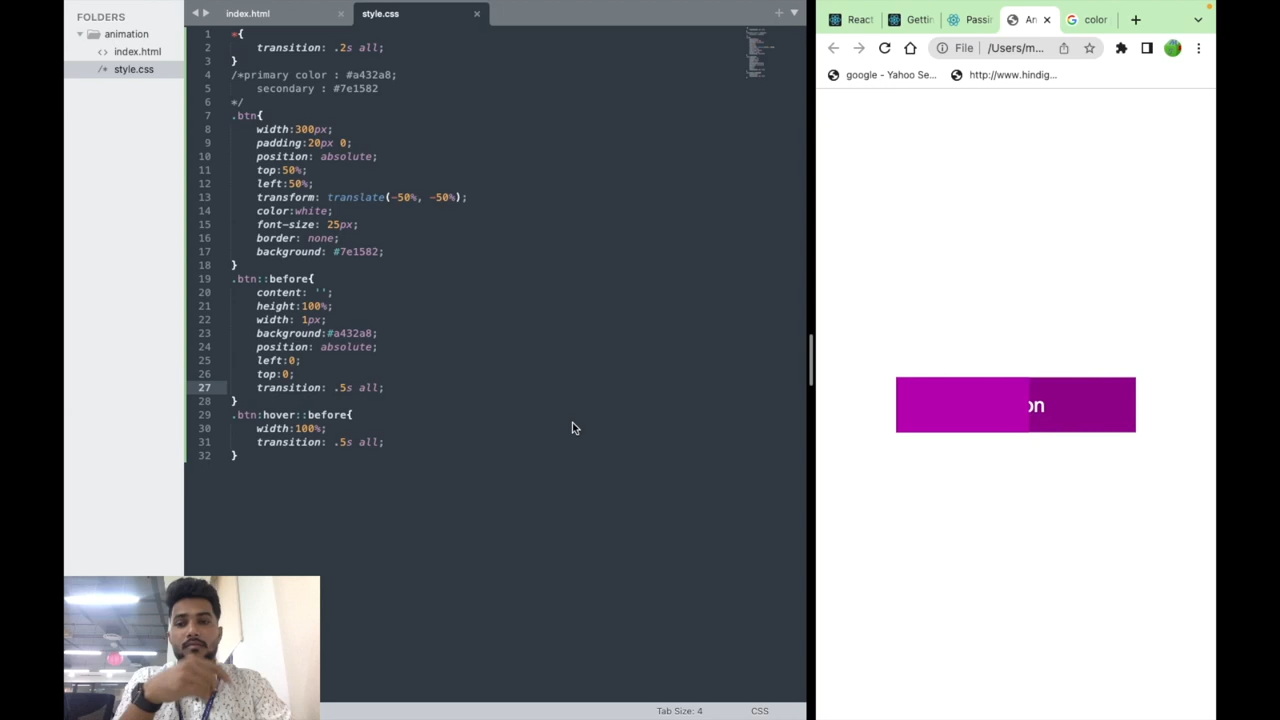 FOLDERS
animation
<> index.html
/* style.css
index.html ×
style.css ×
1 *{
2 transition: .2s all;
3 }
4 /*primary color : #a432a8;
5 secondary : #7e1582
6 */
7 .btn{
8 width:300px;
9 padding:20px 0;
10 position: absolute;
11 top:50%;
12 left:50%;
13 transform: translate(-50%, -50%);
14 color:white;
15 font-size: 25px;
16 border: none;
17 background: #7e1582;
18 }
19 .btn::before{
20 content: '';
21 height:100%;
22 width: 1px;
23 background:#a432a8;
24 position: absolute;
25 left:0;
26 top:0;
27 transition: .5s all;
28 }
29 .btn:hover::before{
30 width:100%;
31 transition: .5s all;
32 }
Tab Size: 4 CSS
React Gettin Passin An × color
File /Users/m...
google - Yahoo Se... http://www.hindig...
on